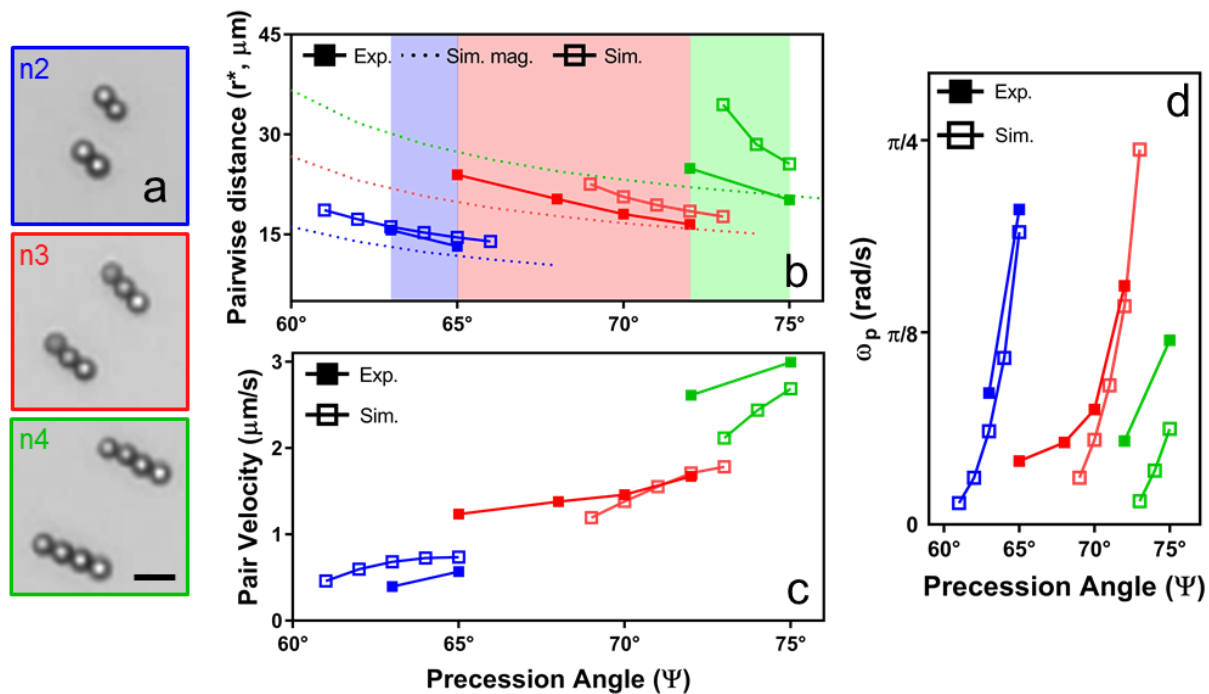 n2
a
n3
n4
45
30
15
Pairwise distance (r*, μm)
Exp.
Sim. mag.
Sim.
b
60°
65°
70°
75°
3
2
1
0
Pair Velocity (μm/s)
Exp.
Sim.
c
60°
65°
70°
75°
Precession Angle (Ψ)
π/4
π/8
0
ω_p (rad/s)
Exp.
Sim.
d
60°
65°
70°
75°
Precession Angle (Ψ)